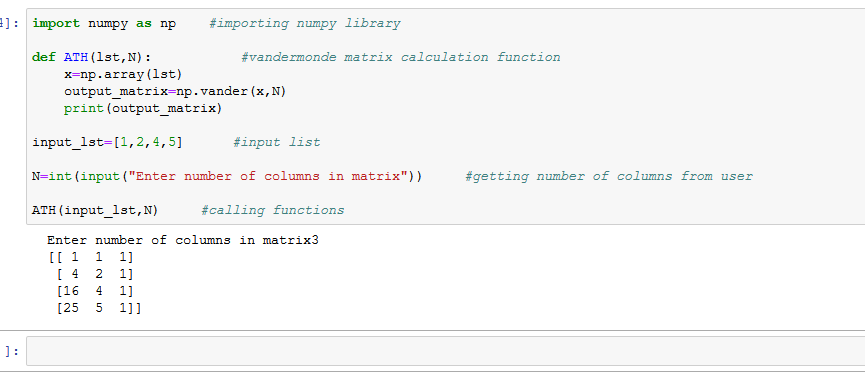 4]: import numpy as np    #importing numpy library
def ATH(lst,N):           #vandermonde matrix calculation function
    x=np.array(lst)
    output_matrix=np.vander(x,N)
    print(output_matrix)
input_lst=[1,2,4,5]      #input list
N=int(input("Enter number of columns in matrix"))     #getting number of columns from user
ATH(input_lst,N)     #calling functions
Enter number of columns in matrix3
[[ 1  1  1]
 [ 4  2  1]
 [16  4  1]
 [25  5  1]]
]: